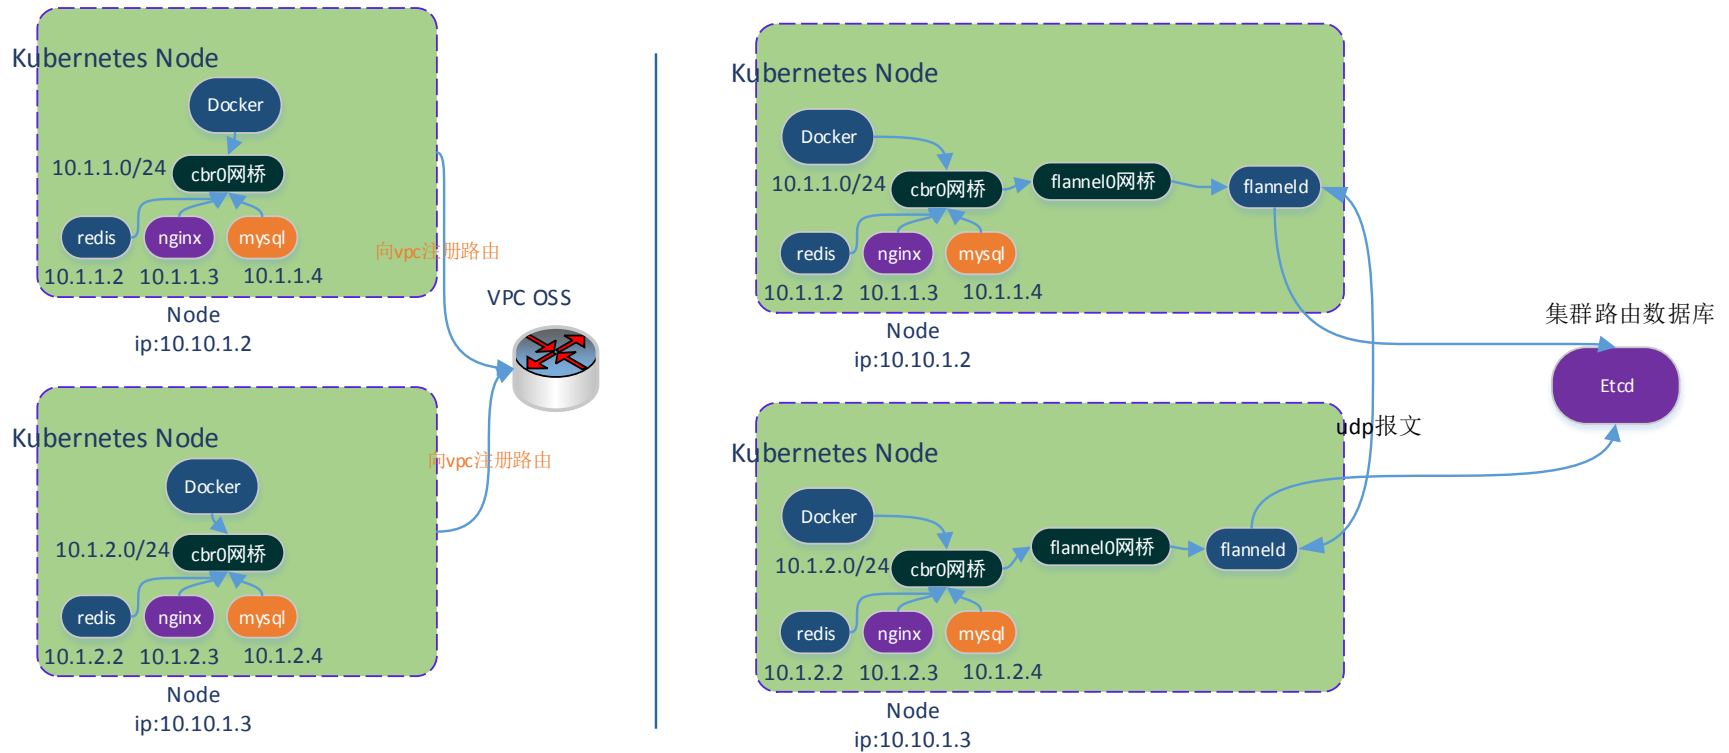 Kubernetes Node
Docker
10.1.1.0/24
cbr0网桥
redis
nginx
mysql
10.1.1.2
10.1.1.3
10.1.1.4
Node
ip:10.10.1.2
向vpc注册路由
VPC OSS
Kubernetes Node
Docker
10.1.2.0/24
cbr0网桥
redis
nginx
mysql
10.1.2.2
10.1.2.3
10.1.2.4
Node
ip:10.10.1.3
向vpc注册路由
Kubernetes Node
Docker
10.1.1.0/24
cbr0网桥
flannel0网桥
flanneld
redis
nginx
mysql
10.1.1.2
10.1.1.3
10.1.1.4
Node
ip:10.10.1.2
集群路由数据库
Etcd
udp报文
Kubernetes Node
Docker
10.1.2.0/24
cbr0网桥
flannel0网桥
flanneld
redis
nginx
mysql
10.1.2.2
10.1.2.3
10.1.2.4
Node
ip:10.10.1.3